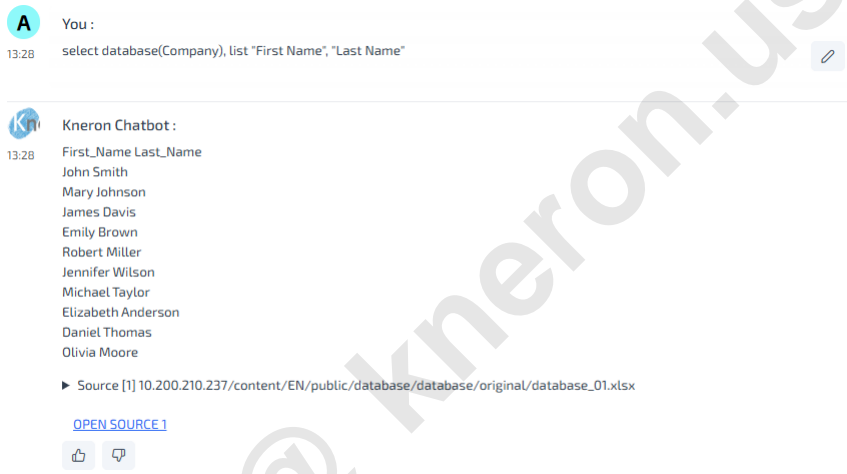 A
You :
13:28
select database(Company), list "First Name", "Last Name"
Kn
Kneron Chatbot :
13:28
First_Name Last_Name
John Smith
Mary Johnson
James Davis
Emily Brown
Robert Miller
Jennifer Wilson
Michael Taylor
Elizabeth Anderson
Daniel Thomas
Olivia Moore
▶ Source [1] 10.200.210.237/content/EN/public/database/database/original/database_01.xlsx
OPEN SOURCE 1
@ kneron.us